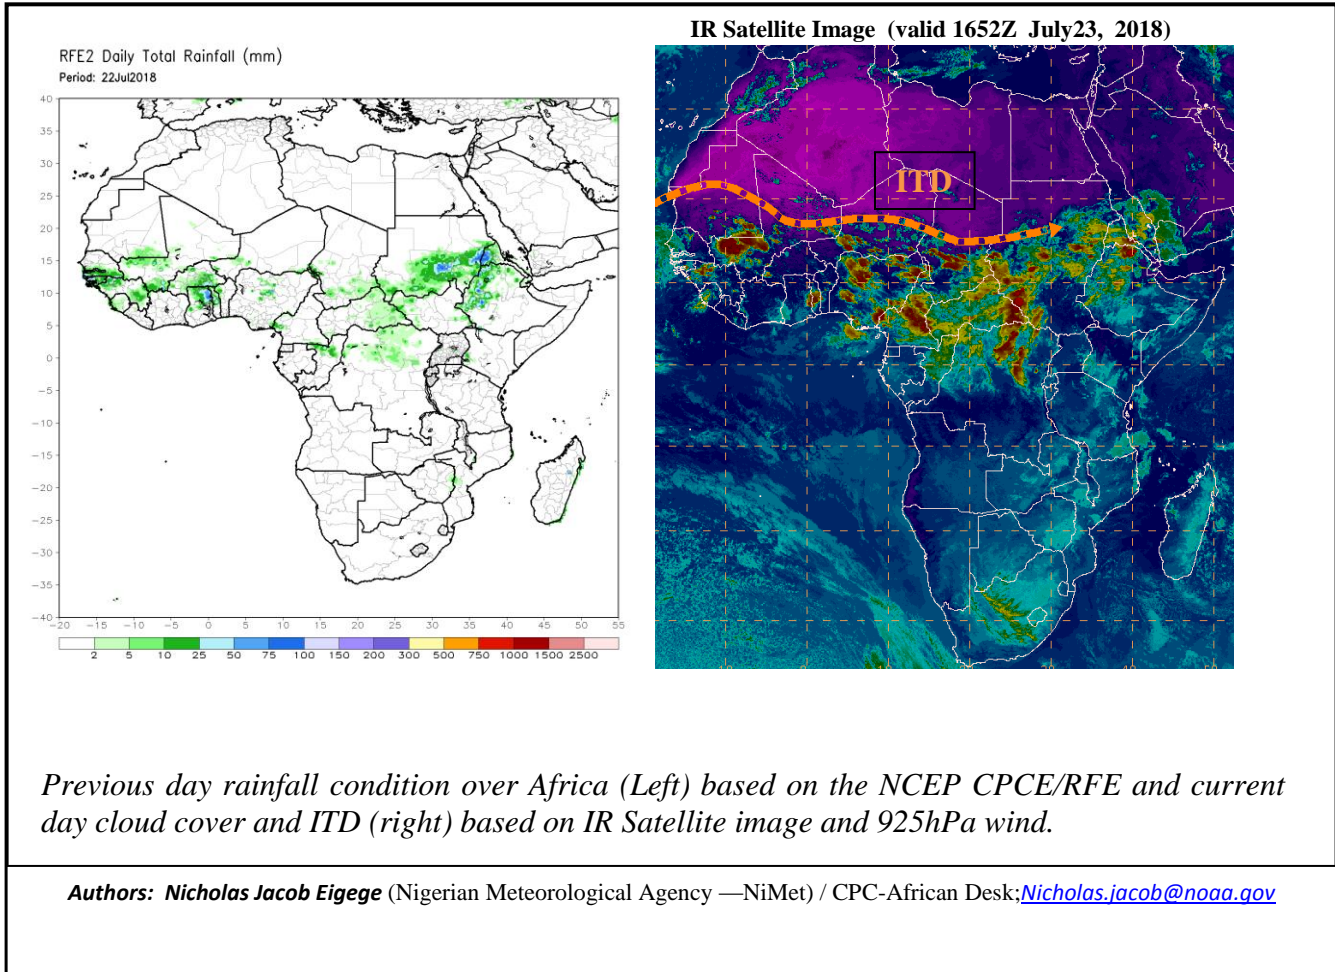 IR Satellite Image (valid 1652Z July23, 2018)
RFE2 Daily Total Rainfall (mm)
Period: 22Jul2018
40
35
30
25
20
15
10
5
0
−5
−10
−15
−20
−25
−30
−35
−40
−20 −15 −10 −5 0 5 10 15 20 25 30 35 40 45 50 55
2 5 10 25 50 75 100 150 200 300 500 750 1000 1500 2500
ITD
Previous day rainfall condition over Africa (Left) based on the NCEP CPCE/RFE and current
day cloud cover and ITD (right) based on IR Satellite image and 925hPa wind.
Authors: Nicholas Jacob Eigege (Nigerian Meteorological Agency —NiMet) / CPC-African Desk;Nicholas.jacob@noaa.gov